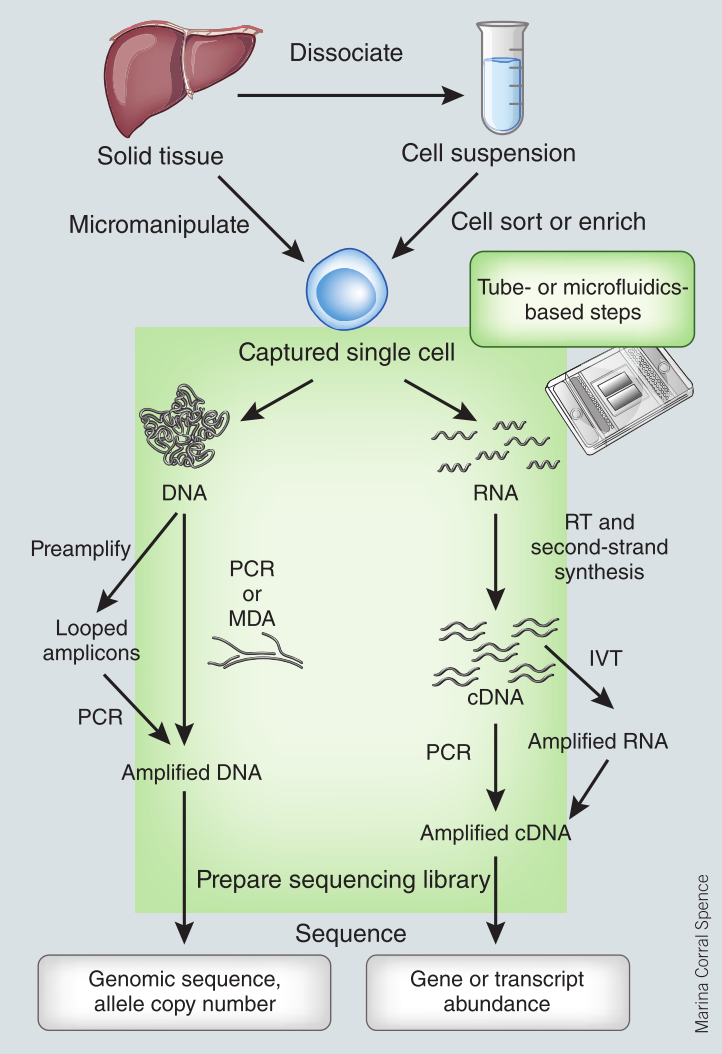 Dissociate
Solid tissue
Cell suspension
Micromanipulate
Cell sort or enrich
Tube- or microfluidics-
based steps
Captured single cell
DNA
RNA
Preamplify
RT and
second-strand
synthesis
PCR
or
MDA
Looped
amplicons
IVT
cDNA
PCR
Amplified RNA
PCR
Amplified DNA
Amplified cDNA
Prepare sequencing library
Sequence
Genomic sequence,
allele copy number
Gene or transcript
abundance
Marina Corral Spence